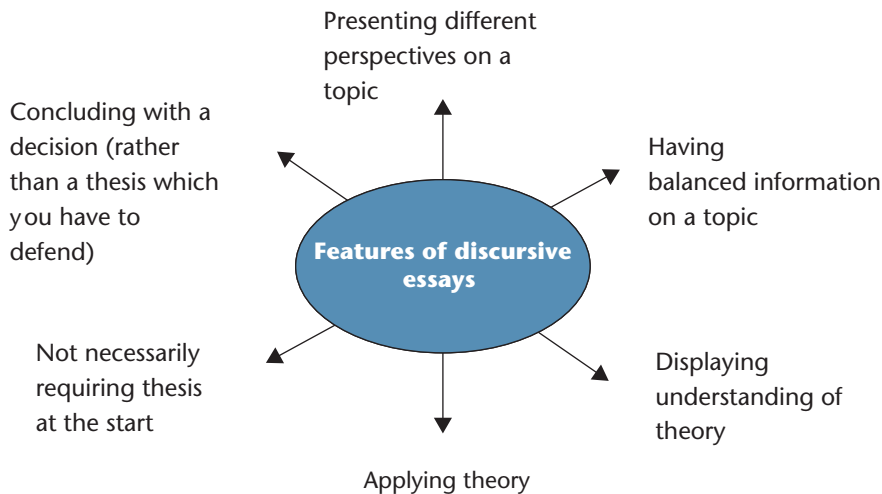 Presenting different
perspectives on a
topic
Concluding with a
decision (rather
than a thesis which
you have to
defend)
Having
balanced information
on a topic
Features of discursive
essays
Not necessarily
requiring thesis
at the start
Displaying
understanding of
theory
Applying theory